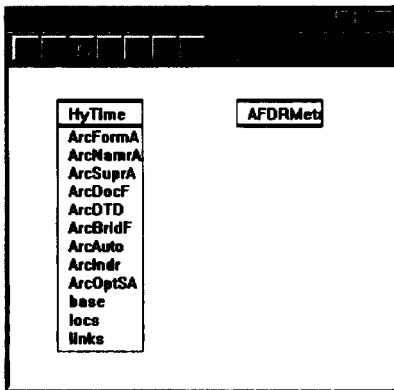 HyTime
ArcFormA
ArcNamrA
ArcSuprA
ArcDocF
ArcDTD
ArcBridF
ArcAuto
ArcIndr
ArcOptSA
base
locs
links
AFDRMeta